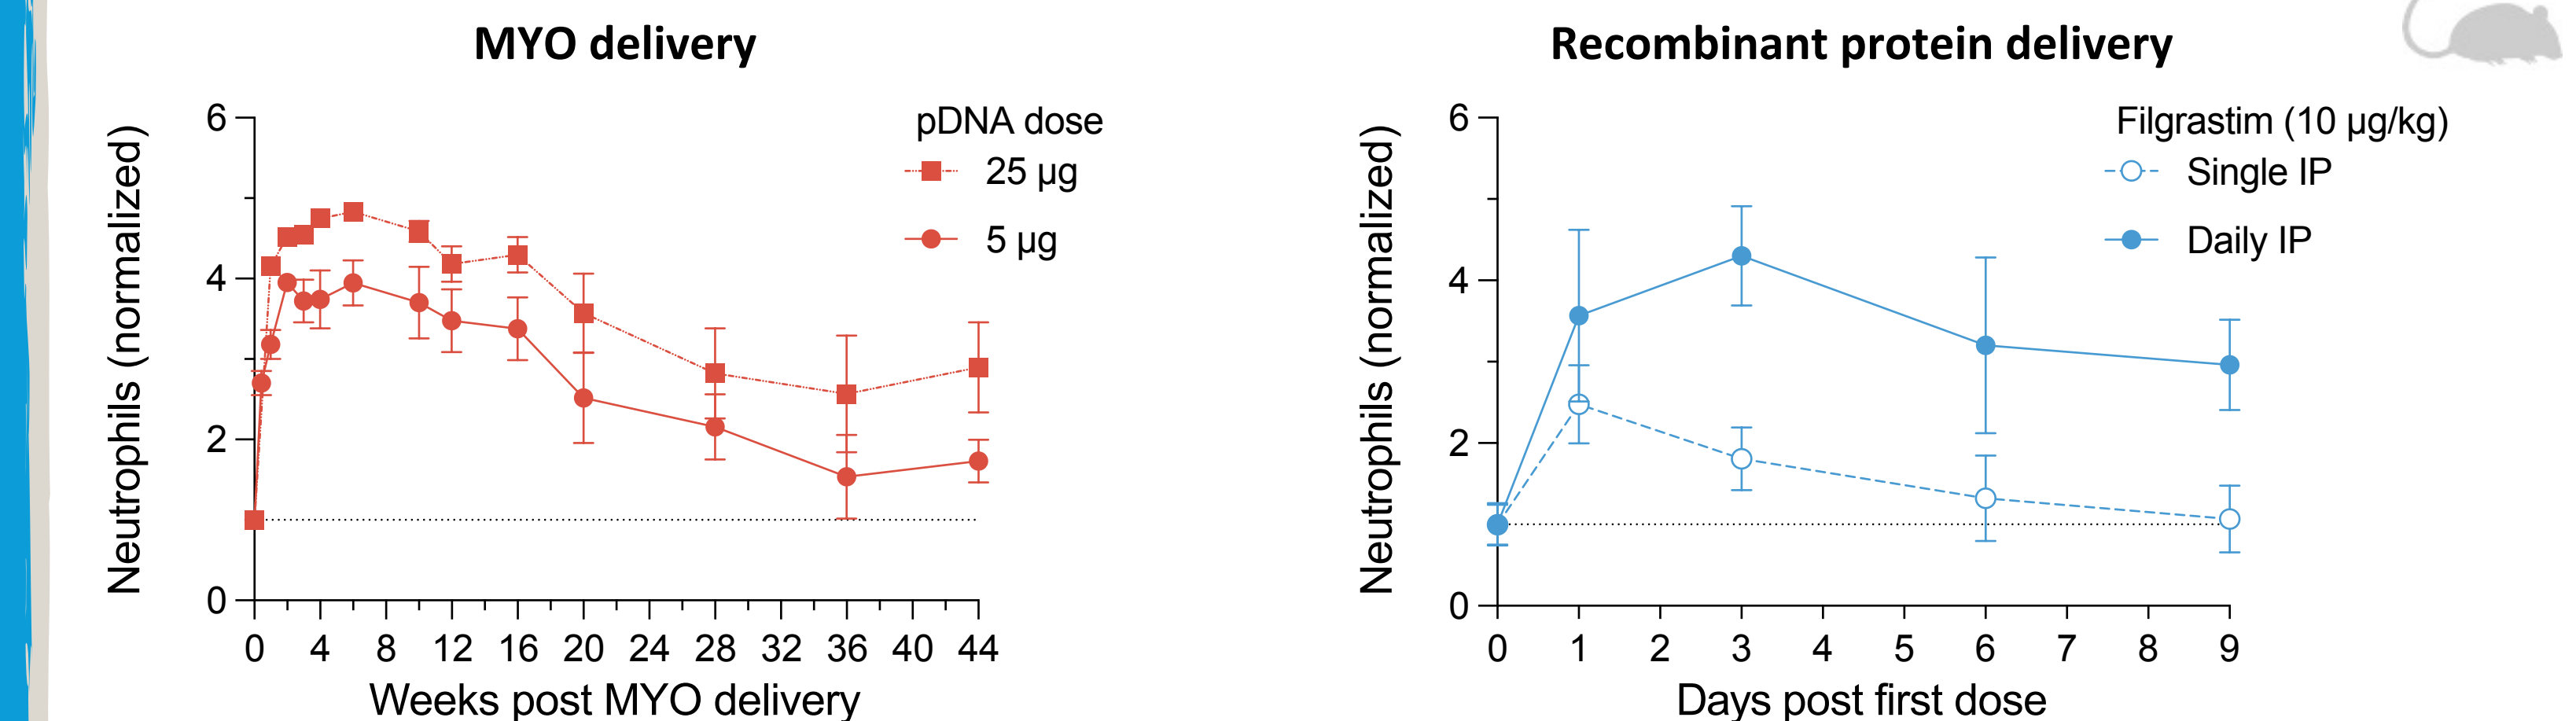 MYO delivery
Neutrophils (normalized)
6
4
2
0
0 4 8 12 16 20 24 28 32 36 40 44
Weeks post MYO delivery
pDNA dose
25 µg
5 µg
Recombinant protein delivery
Neutrophils (normalized)
6
4
2
0
0 1 2 3 4 5 6 7 8 9
Days post first dose
Filgrastim (10 µg/kg)
Single IP
Daily IP